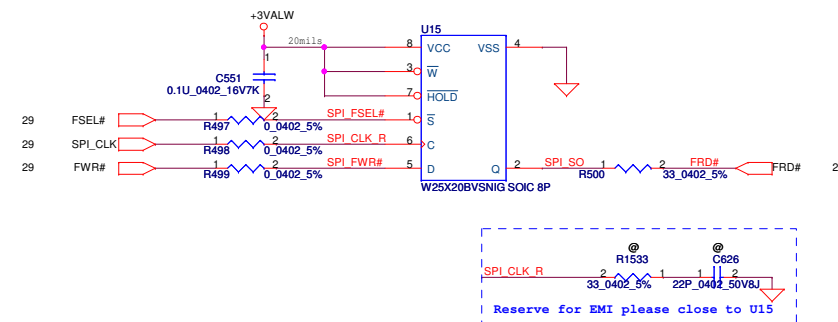 +3VALW
U15
20mils
8 VCC VSS 4
1
3 W
C551
0.1U_0402_16V7K
2
7 HOLD
29 FSEL# 1 2 SPI_FSEL# 1 S
R497 0_0402_5%
29 SPI_CLK 1 2 SPI_CLK_R 6 C
R498 0_0402_5%
29 FWR# 1 2 SPI_FWR# 5 D Q 2 SPI_SO 1 2 FRD# FRD# 2
R499 0_0402_5% R500 33_0402_5%
W25X20BVSNIG SOIC 8P
@ @
R1533 C626
SPI_CLK_R 2 1 1 2
33_0402_5% 22P_0402_50V8J
Reserve for EMI please close to U15